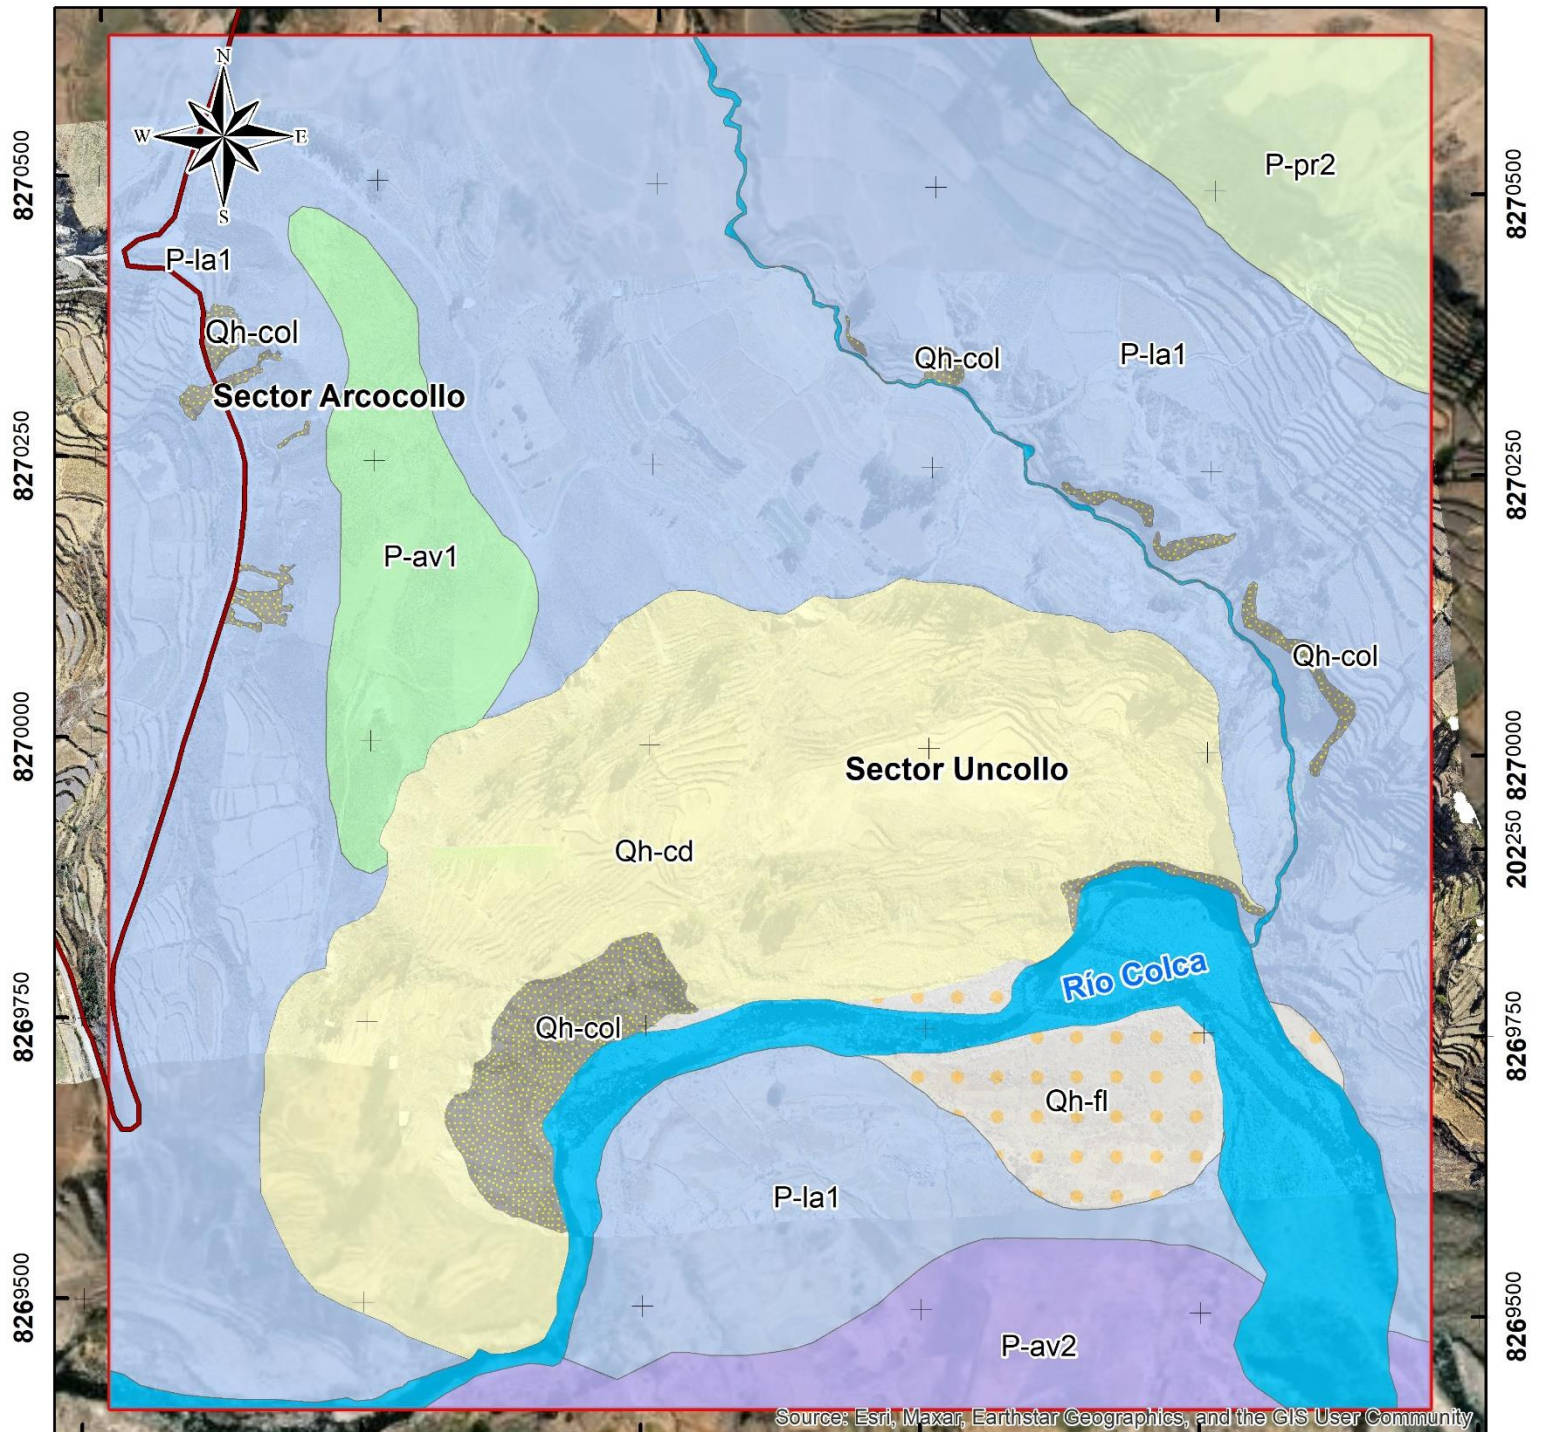 N
W E
S
8270500
8270500
P-pr2
P-la1
Qh-col
Qh-col
P-la1
Sector Arcocollo
8270250
8270250
P-av1
Qh-col
8270000
8270000
Sector Uncollo
Qh-cd
202250
Río Colca
8269750
8269750
Qh-col
Qh-fl
P-la1
8269500
8269500
P-av2
Source: Esri, Maxar, Earthstar Geographics, and the GIS User Community